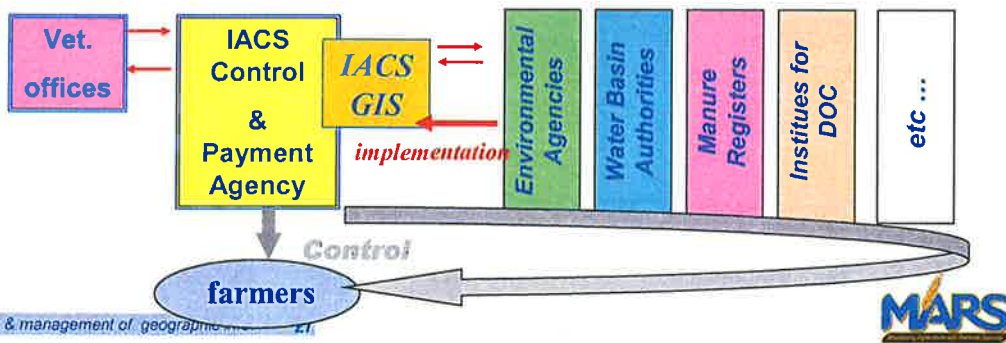 Vet.
offices
IACS
Control
&
Payment
Agency
IACS
GIS
implementation
Environmental
Agencies
Water Basin
Authorities
Manure
Registers
Institues for
DOC
etc ...
Control
farmers
& management of geographic
MARS